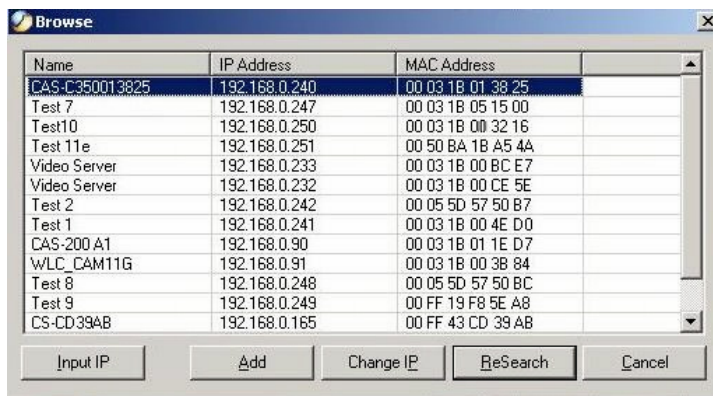 Browse
Name IP Address MAC Address
CAS-C350013825 192.168.0.240 00 03 1B 01 38 25
Test 7 192.168.0.247 00 03 1B 05 15 00
Test10 192.168.0.250 00 03 1B 00 32 16
Test 11e 192.168.0.251 00 50 BA 1B A5 4A
Video Server 192.168.0.233 00 03 1B 00 BC E7
Video Server 192.168.0.232 00 03 1B 00 CE 5E
Test 2 192.168.0.242 00 05 5D 57 50 B7
Test 1 192.168.0.241 00 03 1B 00 4E D0
CAS-200 A1 192.168.0.90 00 03 1B 01 1E D7
WLC_CAM11G 192.168.0.91 00 03 1B 00 3B 84
Test 8 192.168.0.248 00 05 5D 57 50 BC
Test 9 192.168.0.249 00 FF 19 F8 5E A8
CS-CD39AB 192.168.0.165 00 FF 43 CD 39 AB
Input IP Add Change IP ReSearch Cancel